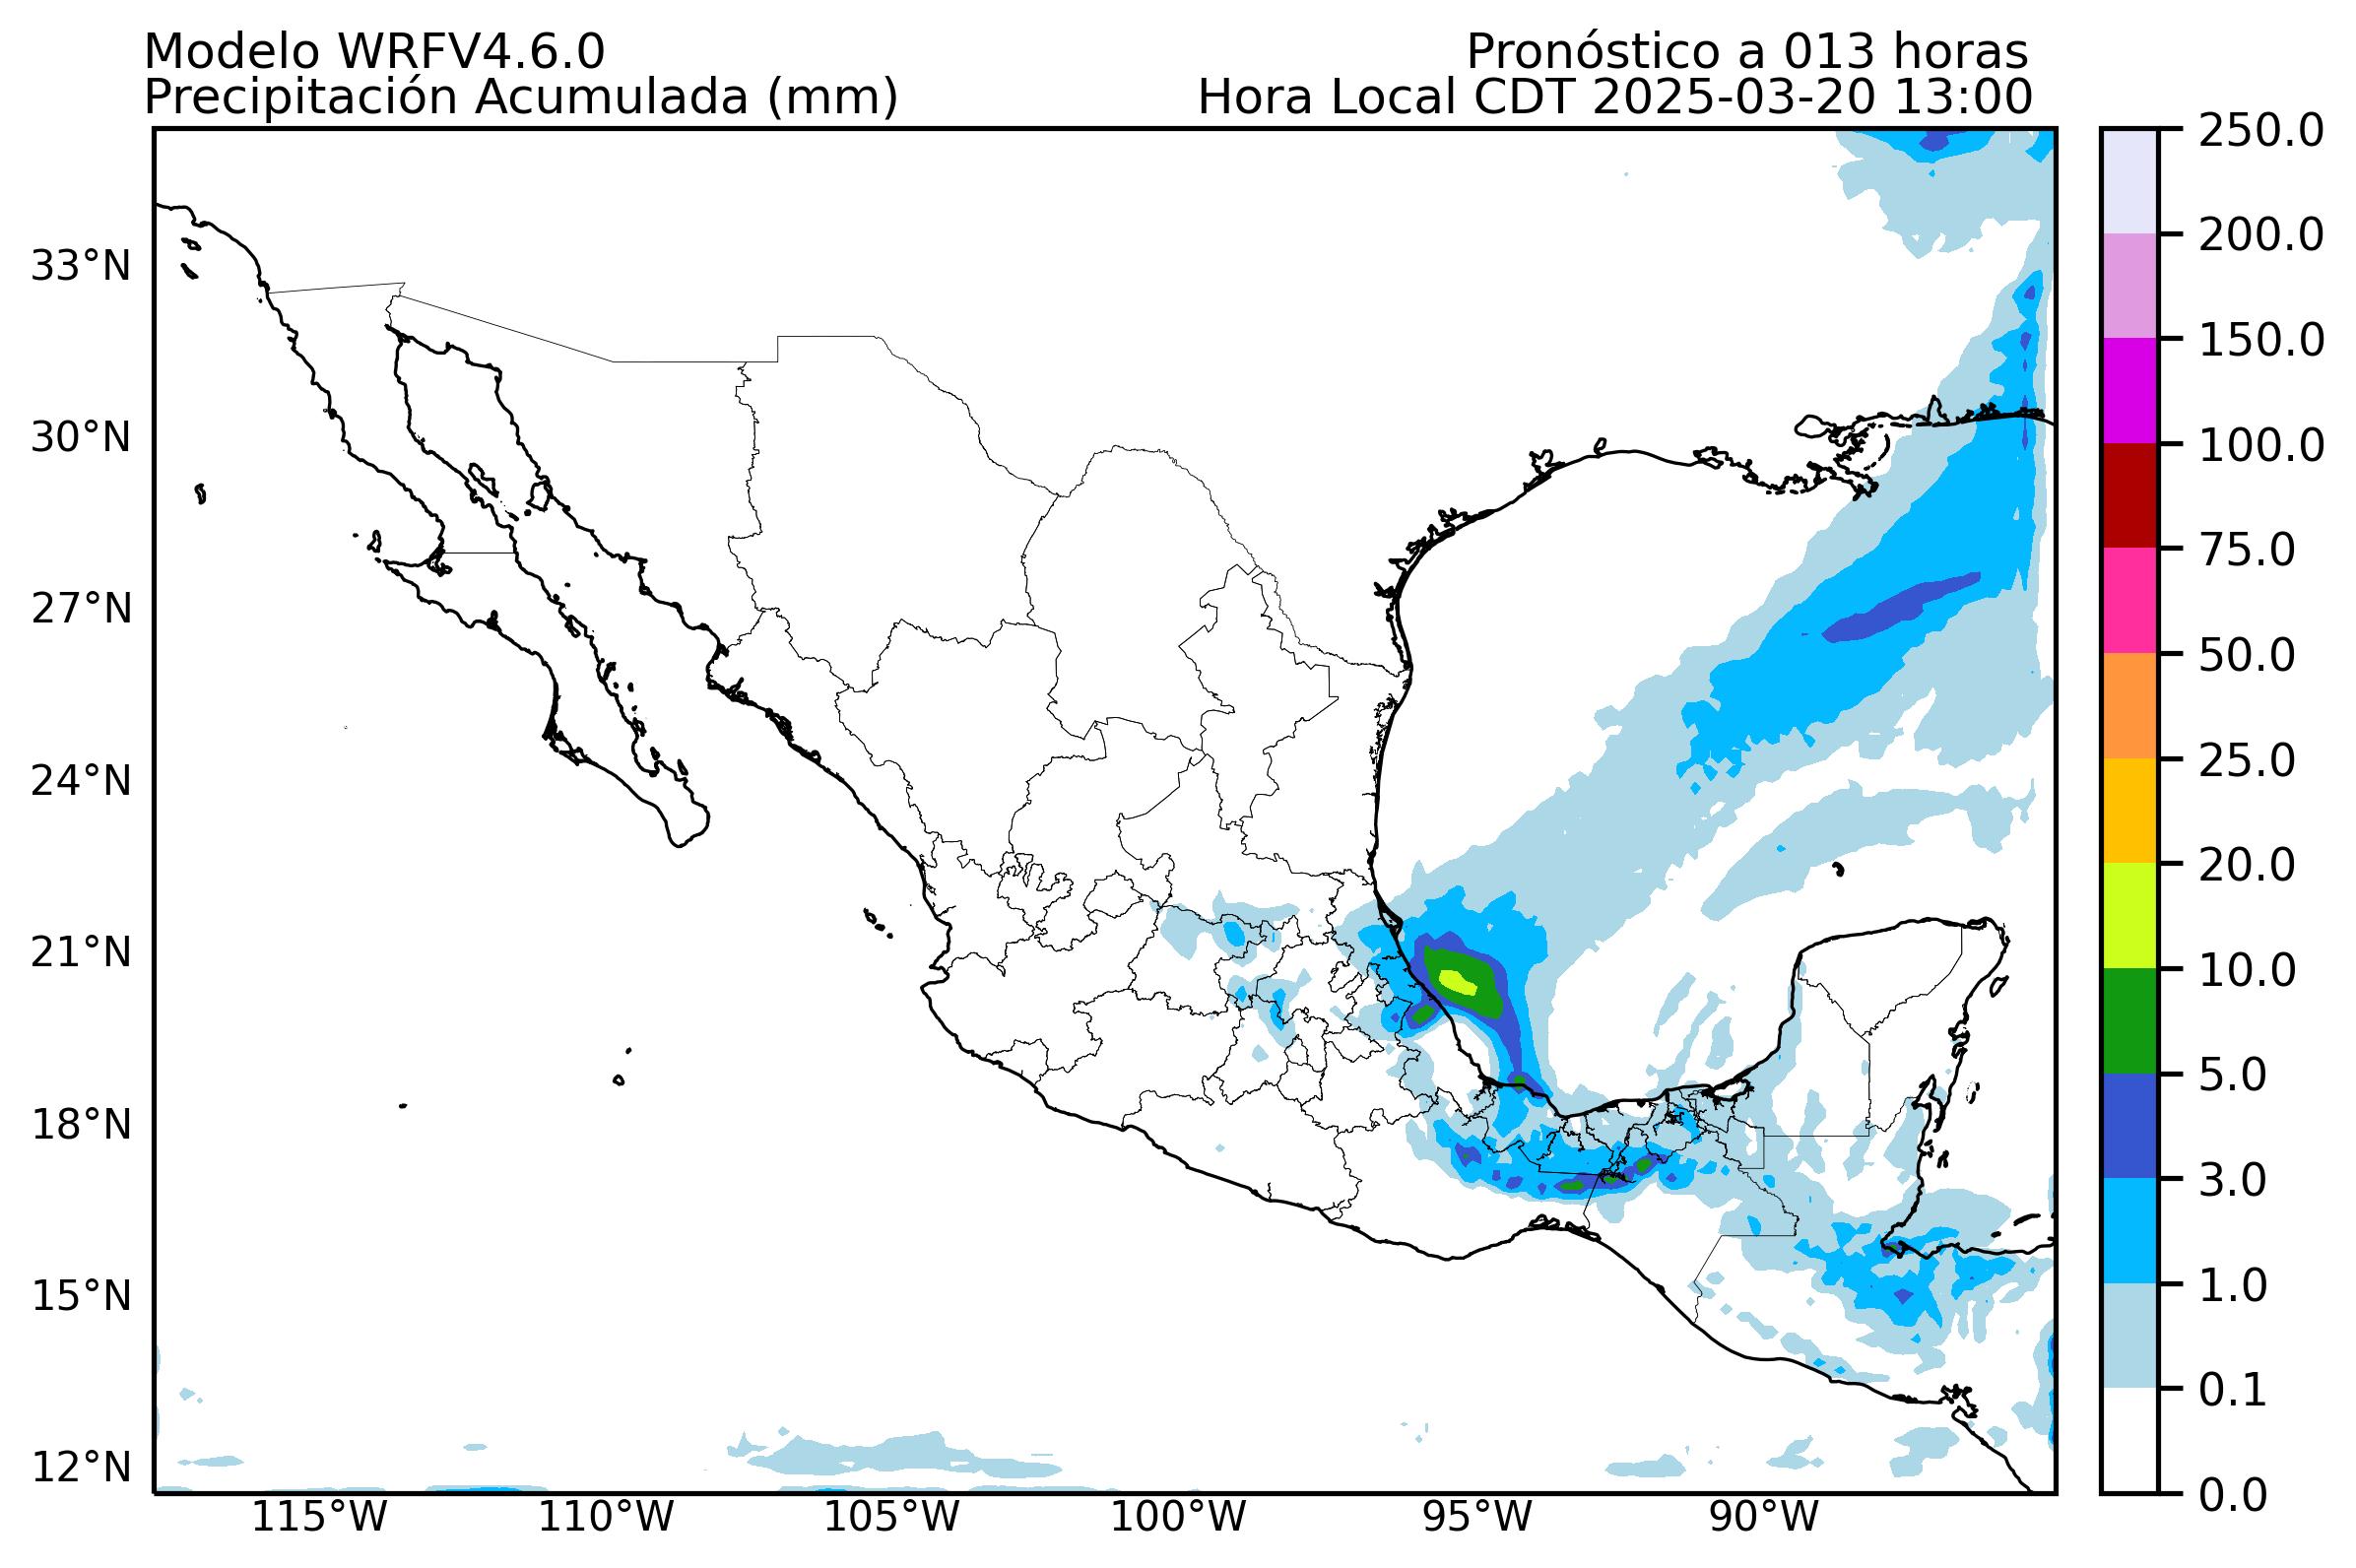 Modelo WRFV4.6.0
Pronóstico a 013 horas
Precipitación Acumulada (mm)
Hora Local CDT 2025-03-20 13:00
33°N
30°N
27°N
24°N
21°N
18°N
15°N
12°N
115°W
110°W
105°W
100°W
95°W
90°W
250.0
200.0
150.0
100.0
75.0
50.0
25.0
20.0
10.0
5.0
3.0
1.0
0.1
0.0